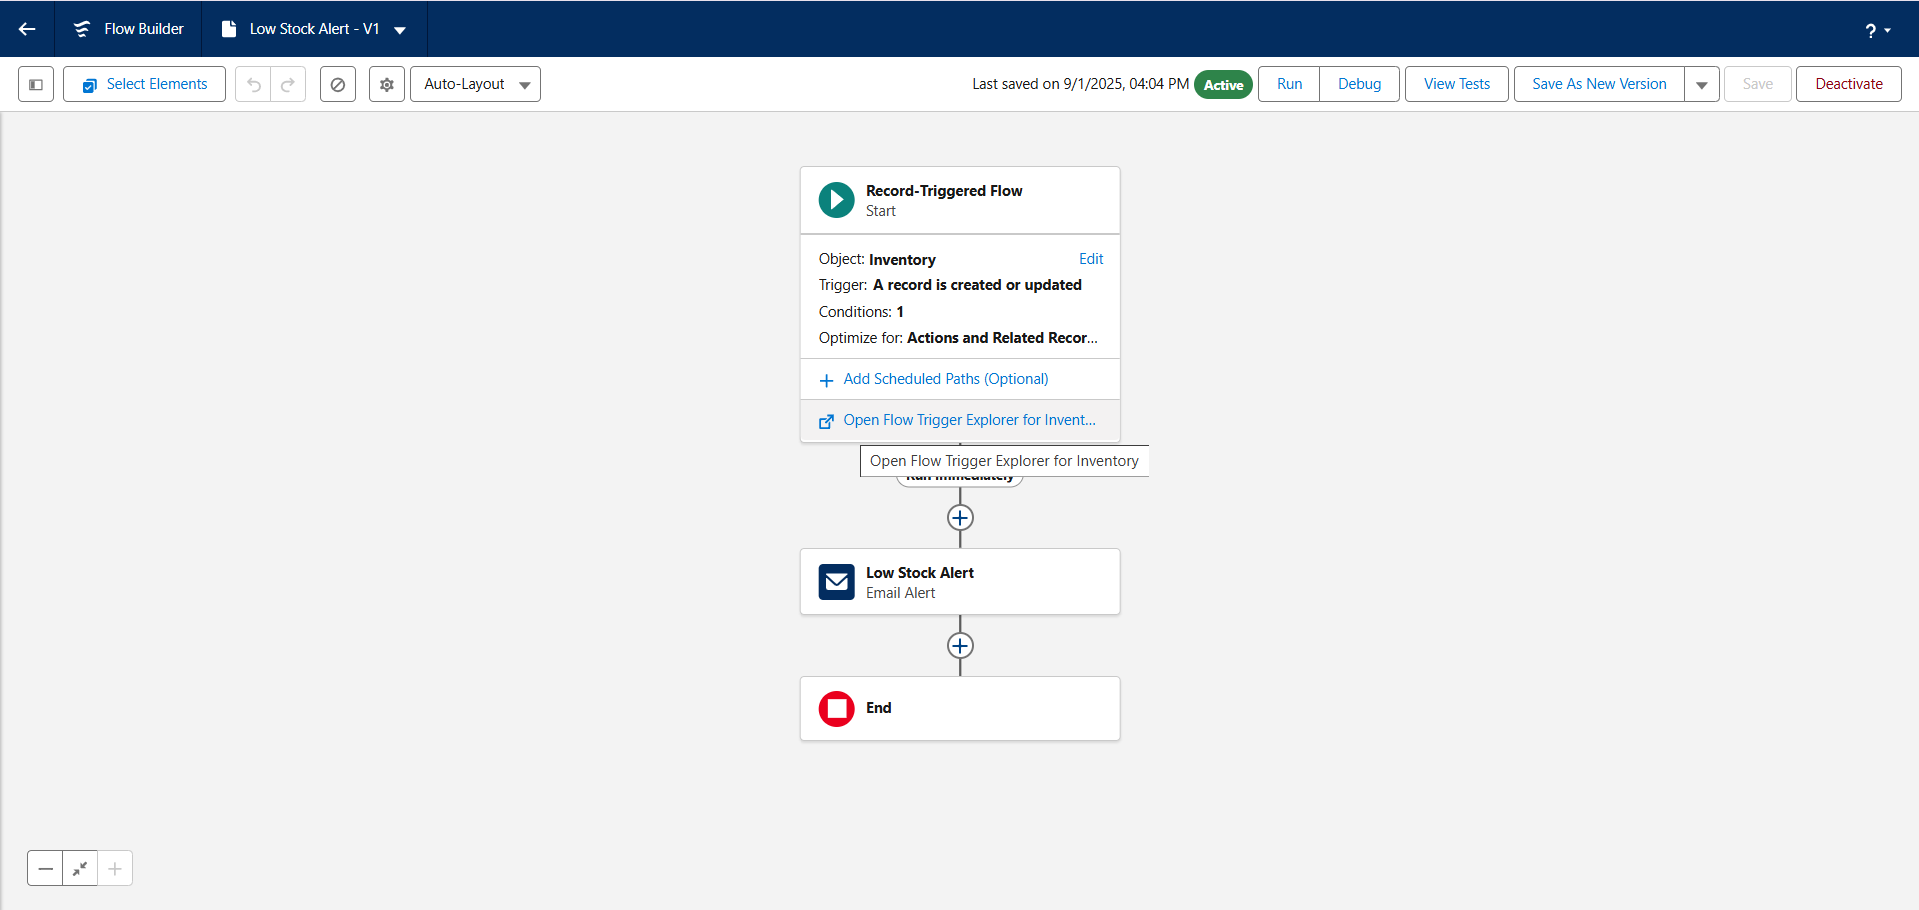 Flow Builder
Low Stock Alert - V1
?
Select Elements
Auto-Layout
Last saved on 9/1/2025, 04:04 PM
Active
Run
Debug
View Tests
Save As New Version
Save
Deactivate
Record-Triggered Flow
Start
Object: Inventory
Edit
Trigger: A record is created or updated
Conditions: 1
Optimize for: Actions and Related Recor...
Add Scheduled Paths (Optional)
Open Flow Trigger Explorer for Invent...
Open Flow Trigger Explorer for Inventory
Run Immediately
Low Stock Alert
Email Alert
End